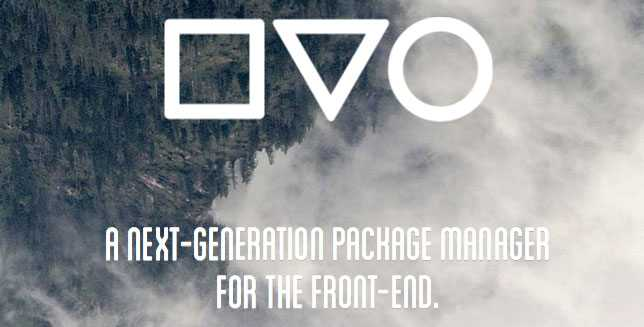 A NEXT-GENERATION PACKAGE MANAGER
FOR THE FRONT-END.